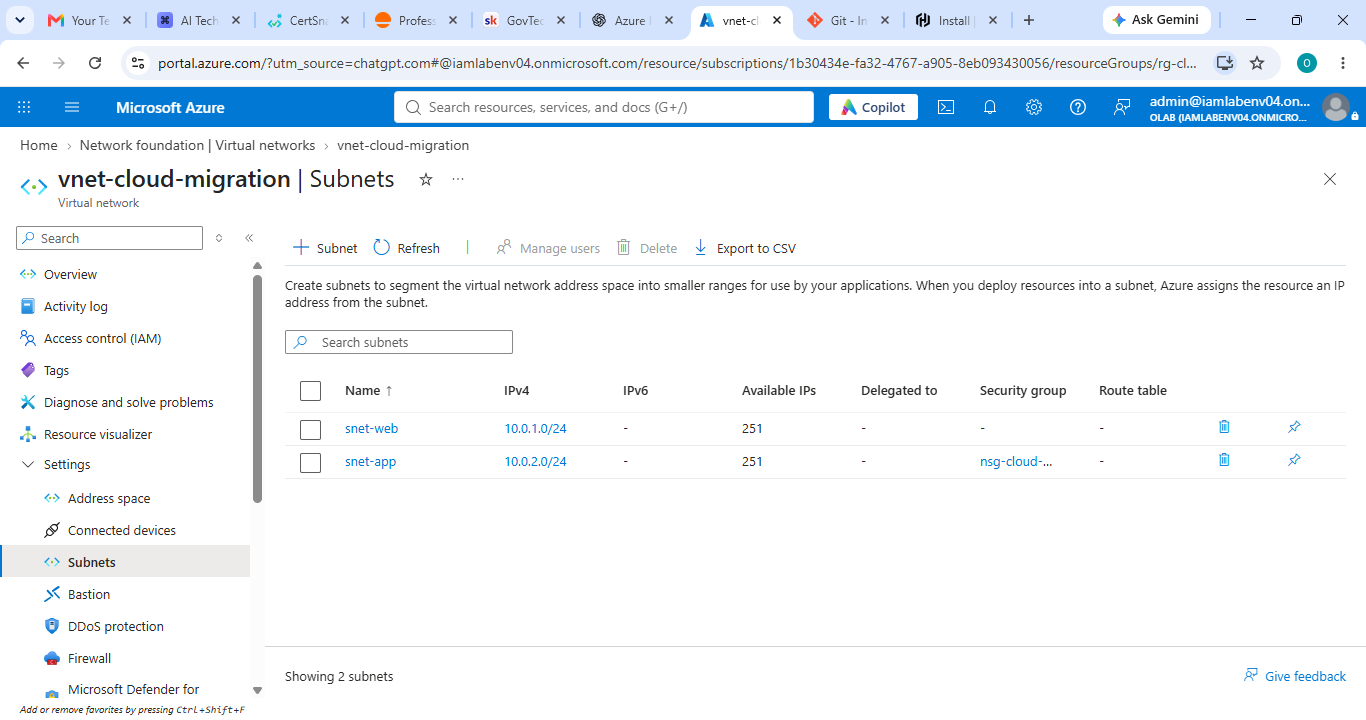 Your Te
AI Tech
CertSna
Profess
GovTec
Azure
vnet-cl
Git - In
Install
Ask Gemini
portal.azure.com/?utm_source=chatgpt.com#@iamlabenv04.onmicrosoft.com/resource/subscriptions/1b30434e-fa32-4767-a905-8eb093430056/resourceGroups/rg-cl...
O
Microsoft Azure
Search resources, services, and docs (G+/)
Copilot
admin@iamlabenv04.on...
OLAB (IAMLABENV04.ONMICRO...
Home > Network foundation | Virtual networks > vnet-cloud-migration
vnet-cloud-migration | Subnets
Virtual network
Search
Overview
Activity log
Access control (IAM)
Tags
Diagnose and solve problems
Resource visualizer
Settings
Address space
Connected devices
Subnets
Bastion
DDoS protection
Firewall
Microsoft Defender for
Add or remove favorites by pressing Ctrl+Shift+F
Subnet Refresh Manage users Delete Export to CSV
Create subnets to segment the virtual network address space into smaller ranges for use by your applications. When you deploy resources into a subnet, Azure assigns the resource an IP
address from the subnet.
Search subnets
Name ↑ IPv4 IPv6 Available IPs Delegated to Security group Route table
snet-web 10.0.1.0/24 - 251 - - -
snet-app 10.0.2.0/24 - 251 - nsg-cloud-... -
Showing 2 subnets
Give feedback